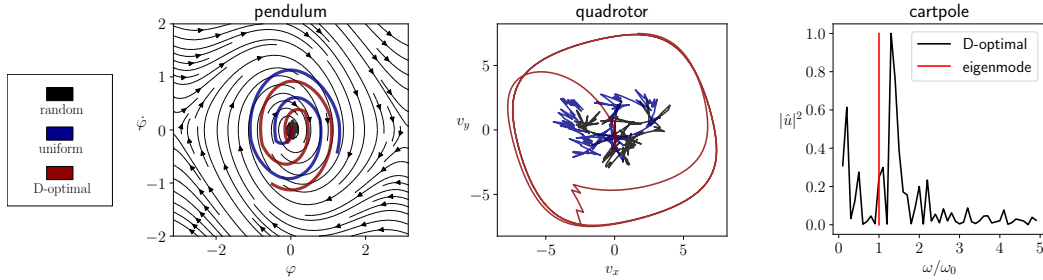 random
uniform
D-optimal
pendulum
2
1
0
−1
−2
φ̇
−2
0
2
φ
quadrotor
5
0
−5
v_y
−5
0
5
v_x
cartpole
D-optimal
eigenmode
1.0
0.8
0.6
0.4
0.2
0.0
|û|²
0
1
2
3
4
5
ω/ω₀